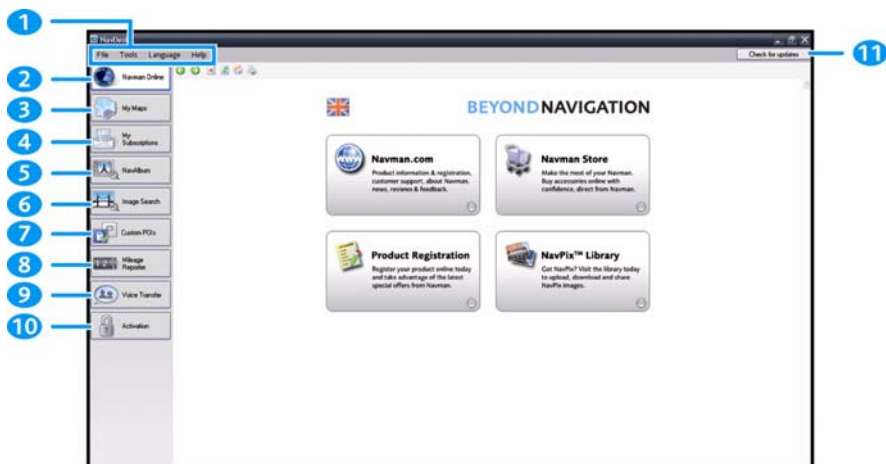 1
NavDesk
File Tools Language Help
Check for updates
11
2
Navman Online
3
My Maps
4
My
Subscriptions
5
NavAlbum
6
Image Search
7
Custom POIs
8
Mileage
Reporter
9
Voice Transfer
10
Activation
BEYONDNAVIGATION
Navman.com
Product information & registration,
customer support, about Navman,
news, reviews & feedback.
Navman Store
Make the most of your Navman.
Buy accessories online with
confidence, direct from Navman.
Product Registration
Register your product online today
and take advantage of the latest
special offers from Navman.
NavPix™ Library
Got NavPix? Visit the library today
to upload, download and share
NavPix images.